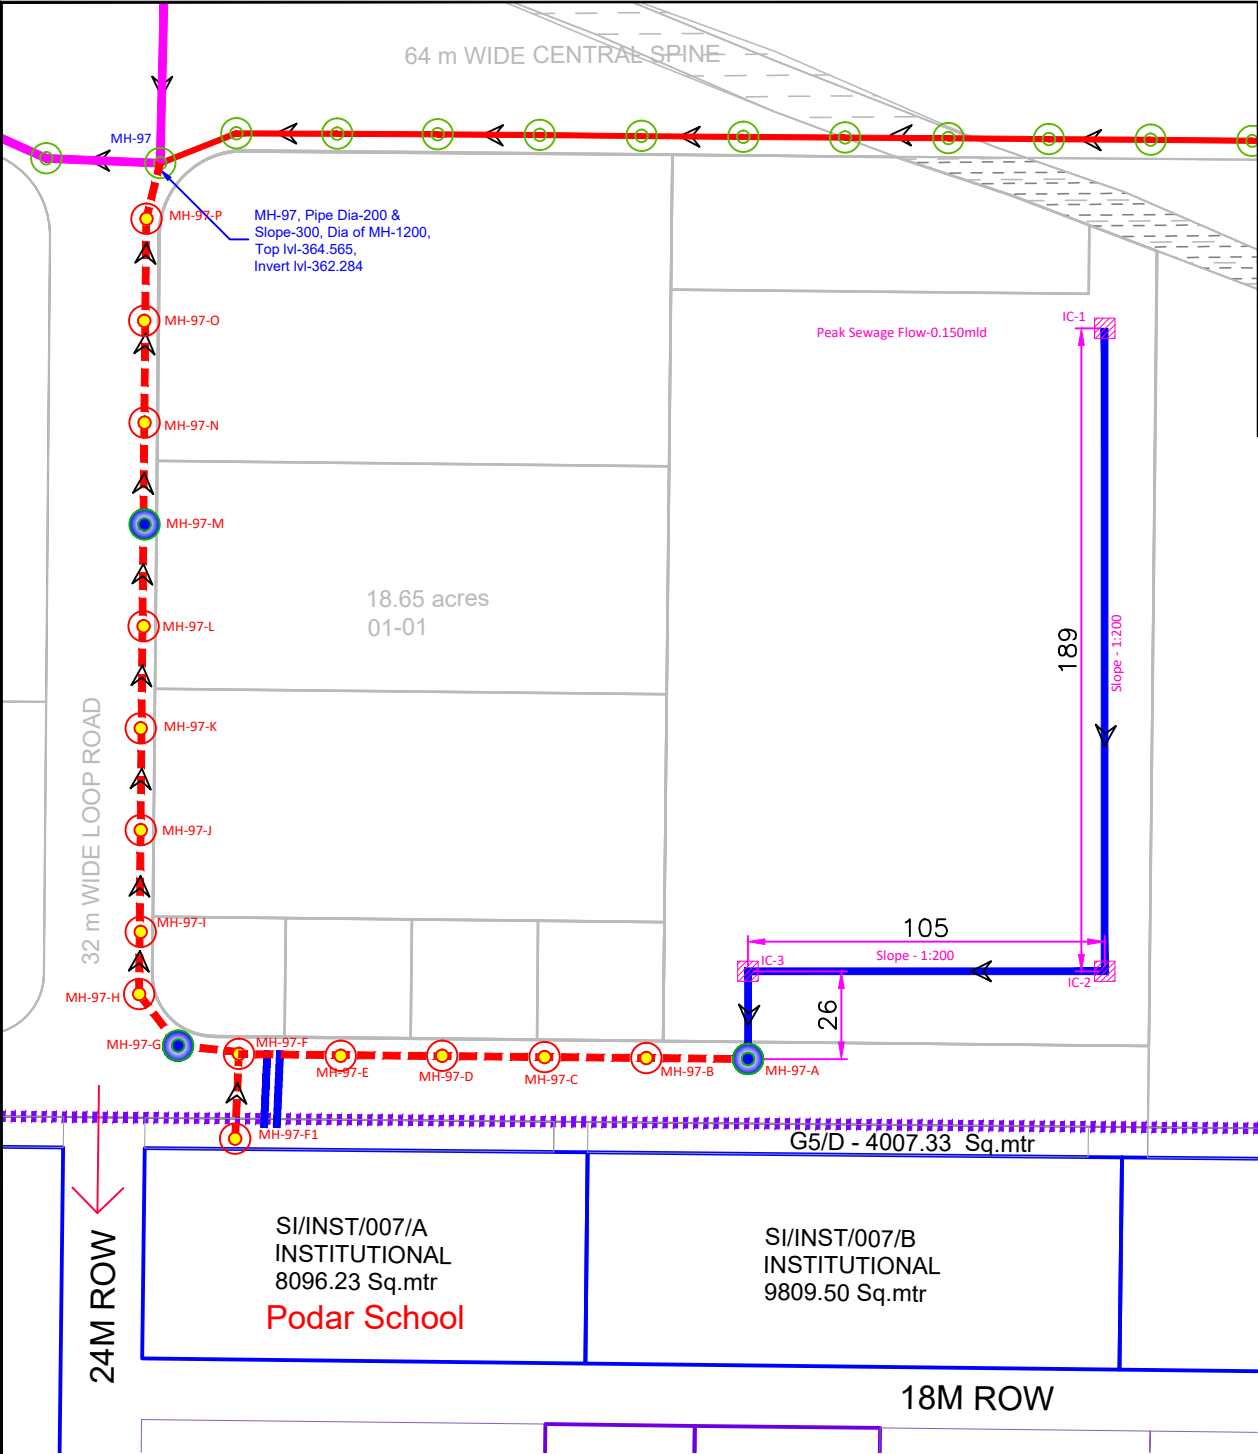 64 m WIDE CENTRAL SPINE
MH-97
MH-97-P
MH-97, Pipe Dia-200 &
Slope-300, Dia of MH-1200,
Top lvl-364.565,
Invert lvl-362.284
MH-97-O
IC-1
Peak Sewage Flow-0.150mld
MH-97-N
MH-97-M
18.65 acres
01-01
MH-97-L
189
Slope - 1:200
MH-97-K
32 m WIDE LOOP ROAD
MH-97-J
MH-97-I
105
Slope - 1:200
IC-3
IC-2
MH-97-H
26
MH-97-G
MH-97-F
MH-97-E
MH-97-D
MH-97-C
MH-97-B
MH-97-A
MH-97-F1
G5/D - 4007.33 Sq.mtr
SI/INST/007/A
INSTITUTIONAL
8096.23 Sq.mtr
Podar School
SI/INST/007/B
INSTITUTIONAL
9809.50 Sq.mtr
24M ROW
18M ROW